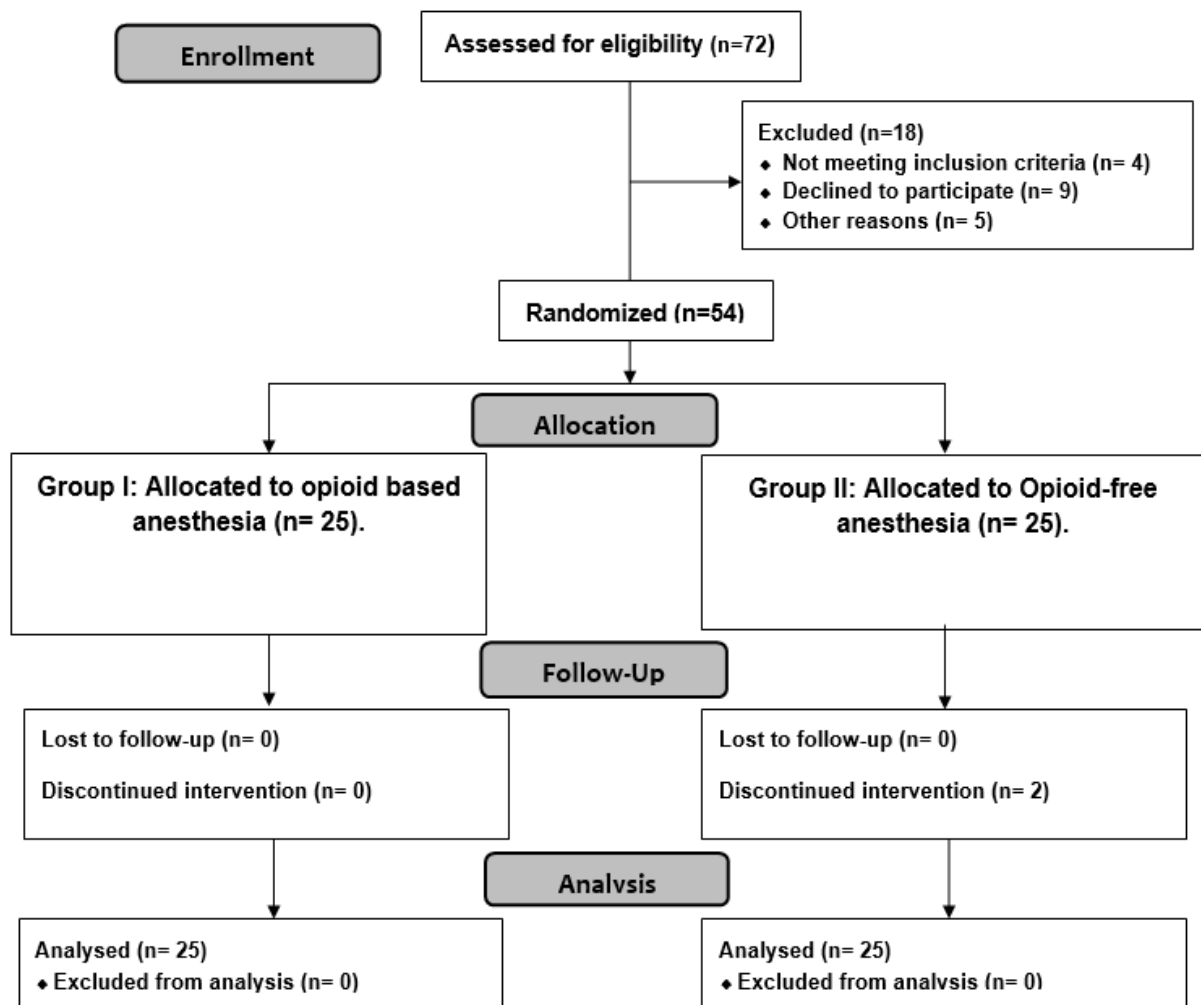 Enrollment
Assessed for eligibility (n=72)
Excluded (n=18)
◆ Not meeting inclusion criteria (n= 4)
◆ Declined to participate (n= 9)
◆ Other reasons (n= 5)
Randomized (n=54)
Allocation
Group I: Allocated to opioid based
anesthesia (n= 25).
Group II: Allocated to Opioid-free
anesthesia (n= 25).
Follow-Up
Lost to follow-up (n= 0)
Discontinued intervention (n= 0)
Lost to follow-up (n= 0)
Discontinued intervention (n= 2)
Analysis
Analysed (n= 25)
◆ Excluded from analysis (n= 0)
Analysed (n= 25)
◆ Excluded from analysis (n= 0)